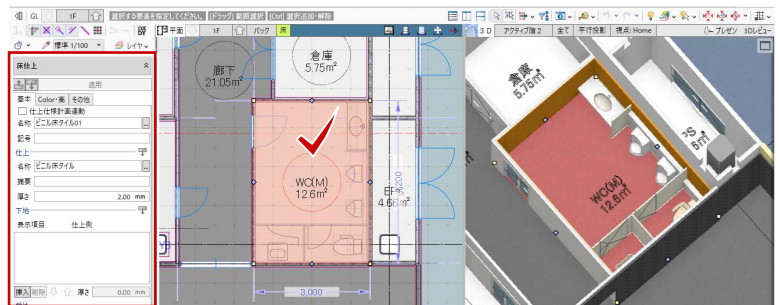 GL 1F 選択する要素を指定してください。 [ドラッグ] 範囲選択 [Ctrl] 選択追加・解除
標準 1/100 レイヤ
平面 1F バック 床
3D アクティブ階2 全て 平行投影 視点: Home プレゼン 3Dレビュー
床仕上
適用
基本 Color・高 その他
仕上仕様計画連動
名称 ビニル床タイル01 ...
記号
仕上
名称 ビニル床タイル ...
摘要
厚さ 2.00 mm
下地
表示項目 仕上側
挿入 削除 厚さ 0.00 mm
廊下
21.05m²
倉庫
5.75m²
WC(M)
12.6m²
EPS
4.66m²
4,200
3,000
倉庫
5.75m²
WC(M)
12.6m²